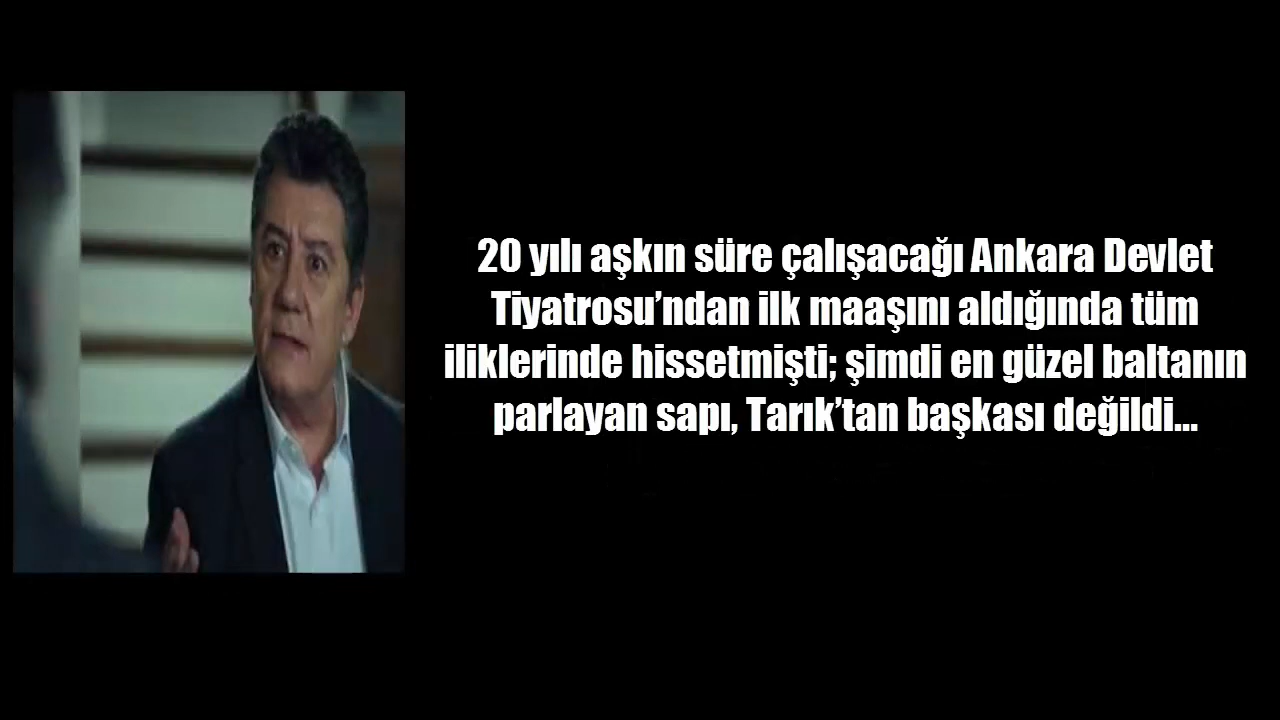 20 yılı aşkın süre çalışacağı Ankara Devlet
Tiyatrosu’ndan ilk maaşını aldığında tüm
iliklerinde hissetmişti; şimdi en güzel baltanın
parlayan sapı, Tarık’tan başkası değildi...